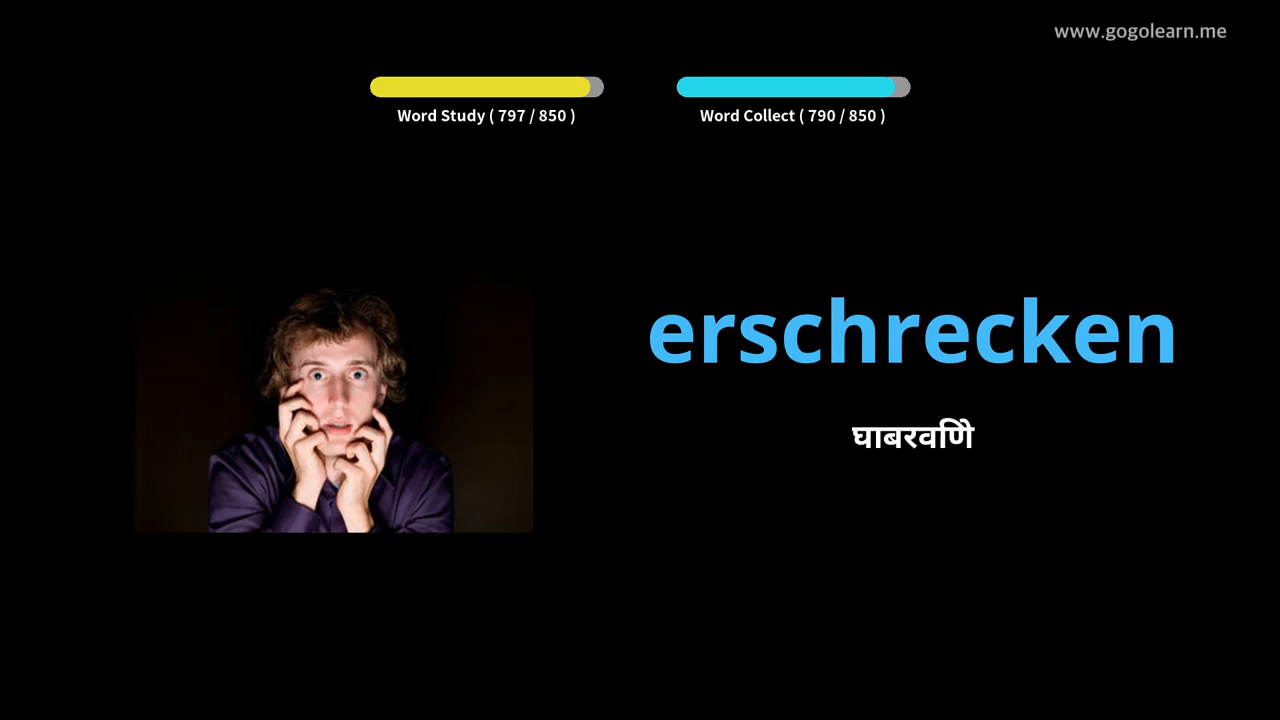 www.gogolearn.me
Word Study ( 797 / 850 )
Word Collect ( 790 / 850 )
erschrecken
घाबरवणिे